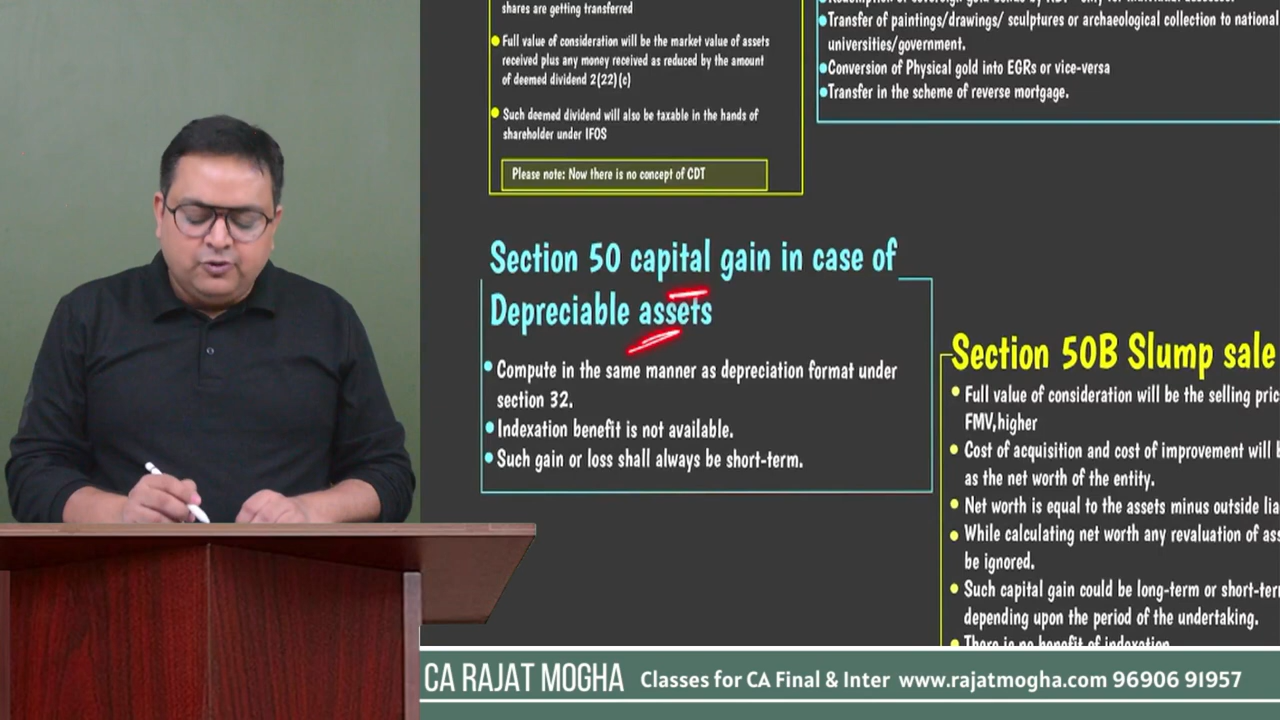 shares are getting transferred
Full value of consideration will be the market value of assets
received plus any money received as reduced by the amount
of deemed dividend 2(22)(c)
Such deemed dividend will also be taxable in the hands of
shareholder under IFOS
Please note: Now there is no concept of CDT
Transfer of paintings/drawings/ sculptures or archaeological collection to national
universities/government.
Conversion of Physical gold into EGRs or vice-versa
Transfer in the scheme of reverse mortgage.
Section 50 capital gain in case of
Depreciable assets
Compute in the same manner as depreciation format under
section 32.
Indexation benefit is not available.
Such gain or loss shall always be short-term.
Section 50B Slump sale
Full value of consideration will be the selling
FMV,higher
Cost of acquisition and cost of improvement will
as the net worth of the entity.
Net worth is equal to the assets minus outside
While calculating net worth any revaluation of
be ignored.
Such capital gain could be long-term or
depending upon the period of the undertaking.
There is no benefit of indexation
CA RAJAT MOGHA Classes for CA Final & Inter www.rajatmogha.com 96906 91957